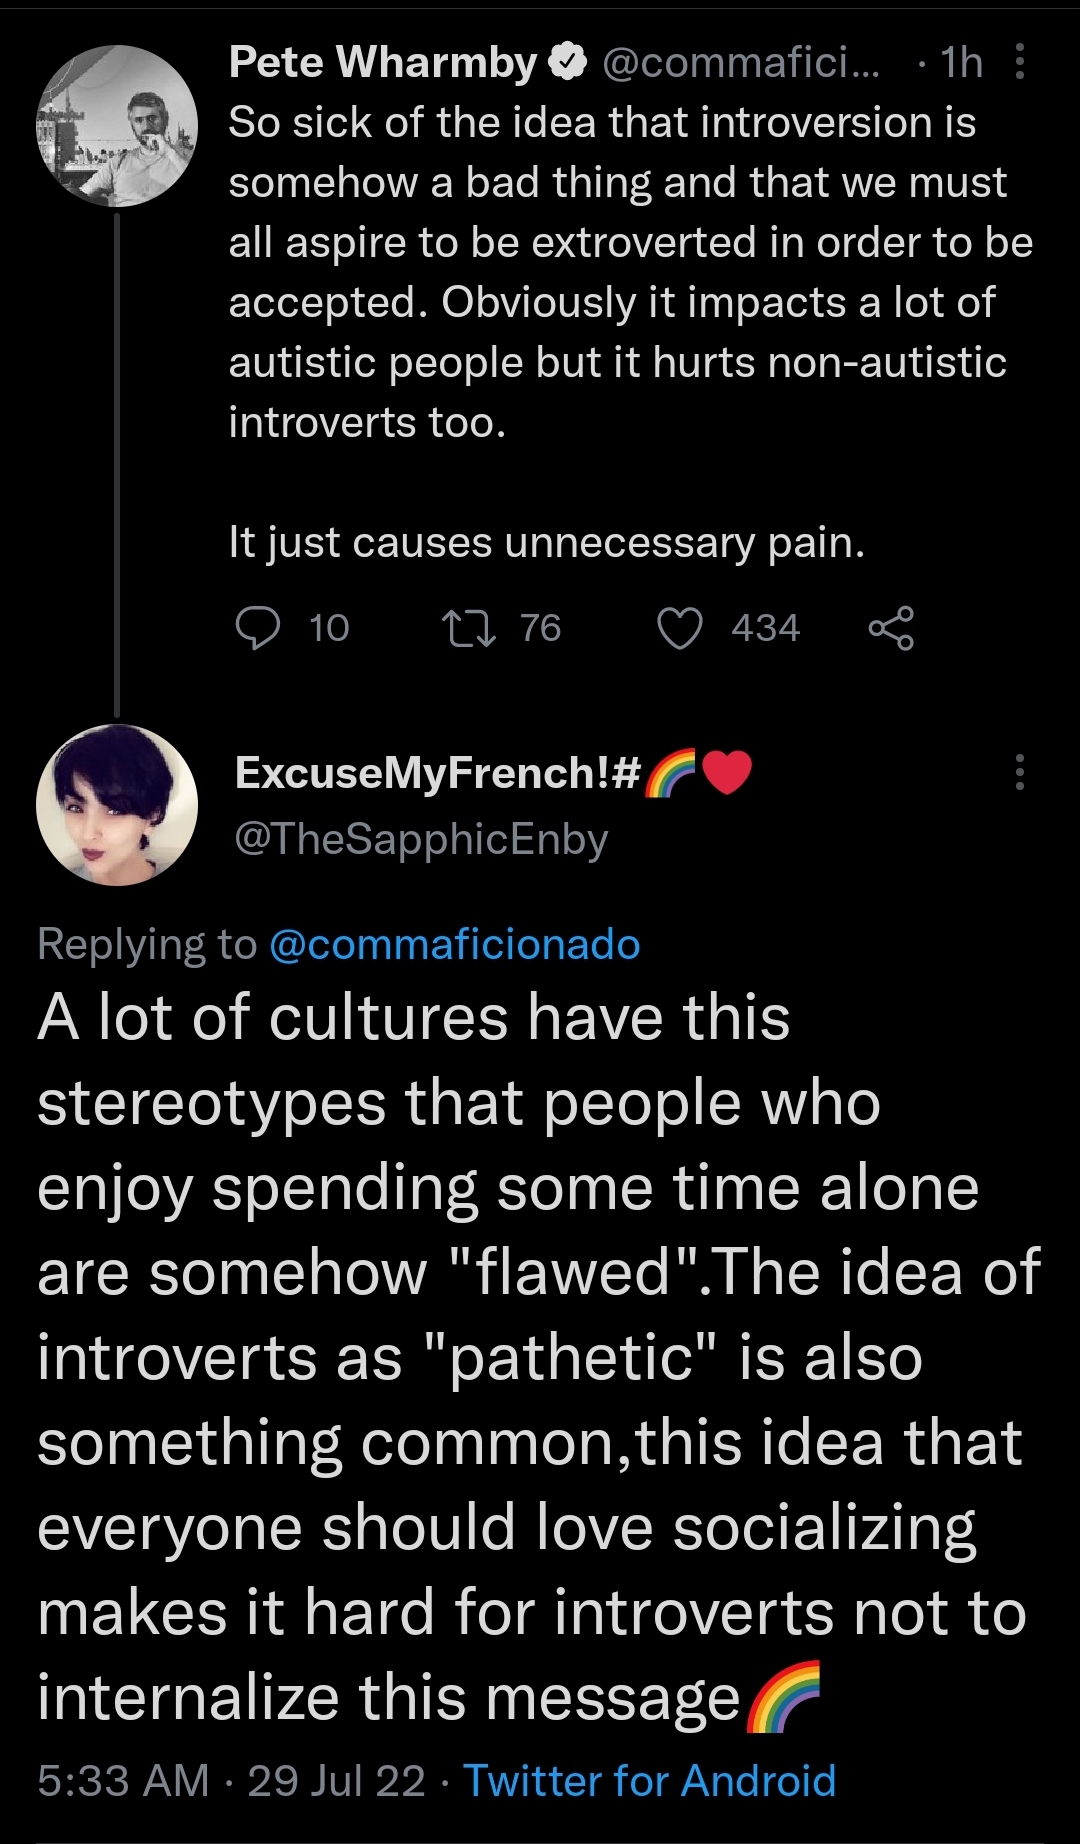 Pete Wharmby @commafici... · 1h
So sick of the idea that introversion is
somehow a bad thing and that we must
all aspire to be extroverted in order to be
accepted. Obviously it impacts a lot of
autistic people but it hurts non-autistic
introverts too.
It just causes unnecessary pain.
10 76 434
ExcuseMyFrench!#🌈❤️
@TheSapphicEnby
Replying to @commaficionado
A lot of cultures have this
stereotypes that people who
enjoy spending some time alone
are somehow "flawed".The idea of
introverts as "pathetic" is also
something common,this idea that
everyone should love socializing
makes it hard for introverts not to
internalize this message🌈
5:33 AM · 29 Jul 22 · Twitter for Android